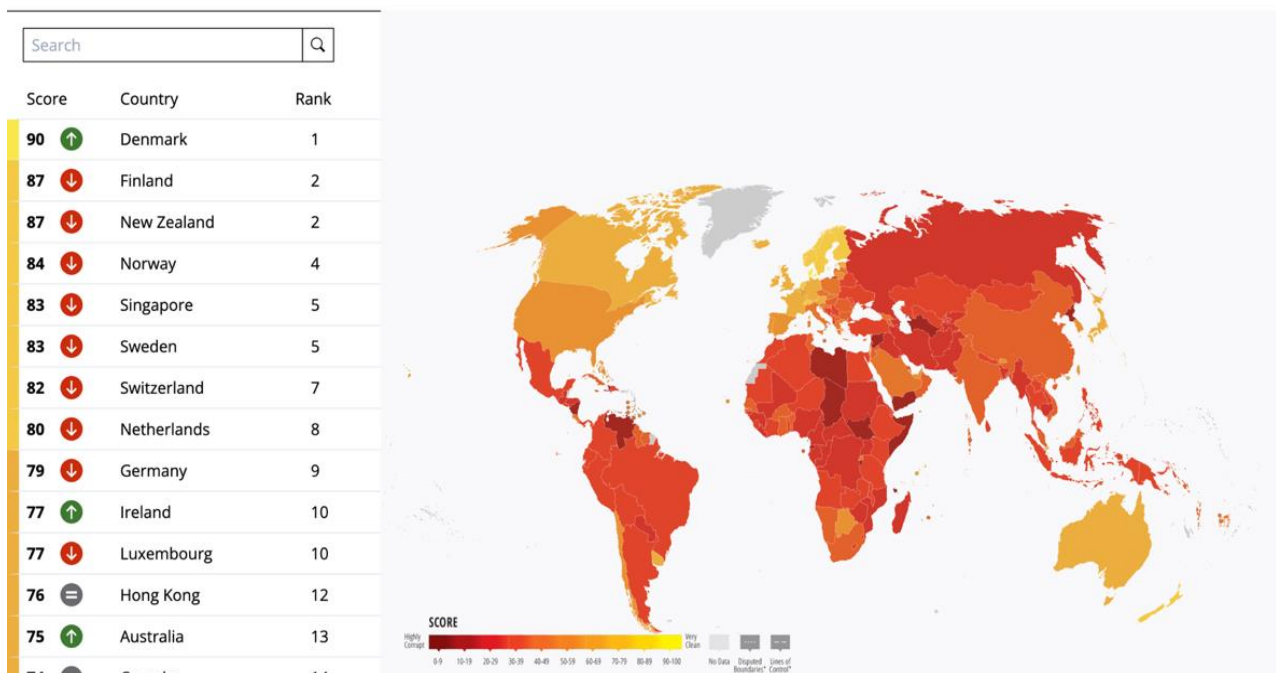 Search
Score Country Rank
90 Denmark 1
87 Finland 2
87 New Zealand 2
84 Norway 4
83 Singapore 5
83 Sweden 5
82 Switzerland 7
80 Netherlands 8
79 Germany 9
77 Ireland 10
77 Luxembourg 10
76 Hong Kong 12
75 Australia 13
SCORE
Highly Corrupt
Very Clean
0-9 10-19 20-29 30-39 40-49 50-59 60-69 70-79 80-89 90-100
No Data
Disputed Boundaries*
Lines of Control*